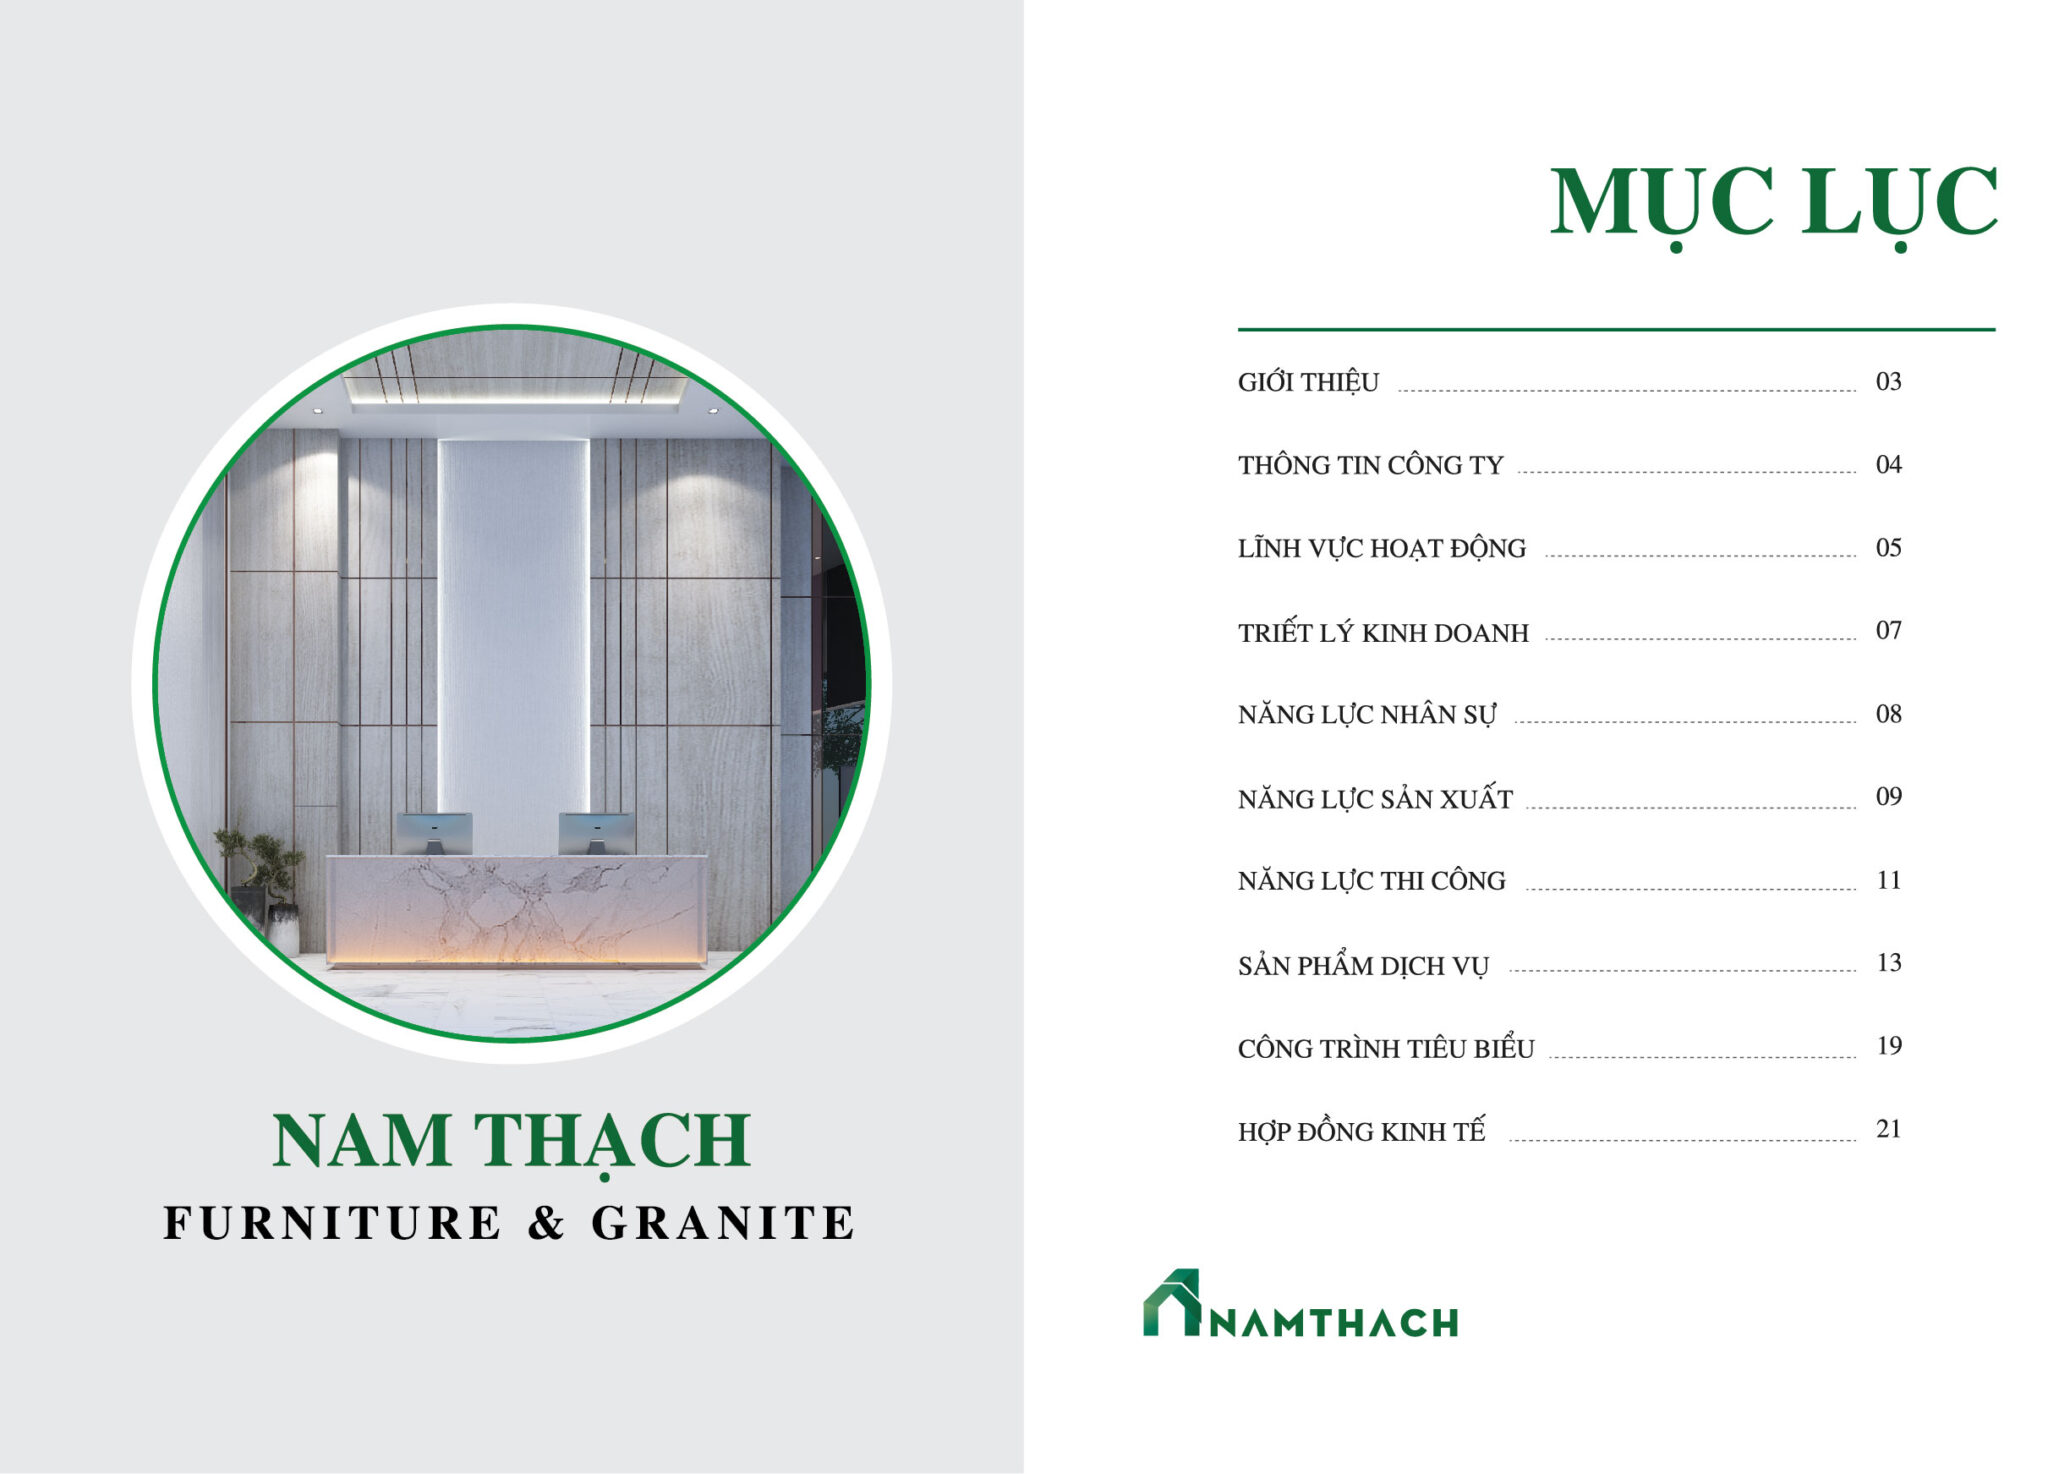 NAM THẠCH
FURNITURE & GRANITE
MỤC LỤC
GIỚI THIỆU 03
THÔNG TIN CÔNG TY 04
LĨNH VỰC HOẠT ĐỘNG 05
TRIẾT LÝ KINH DOANH 07
NĂNG LỰC NHÂN SỰ 08
NĂNG LỰC SẢN XUẤT 09
NĂNG LỰC THI CÔNG 11
SẢN PHẨM DỊCH VỤ 13
CÔNG TRÌNH TIÊU BIỂU 19
HỢP ĐỒNG KINH TẾ 21
NAMTHACH